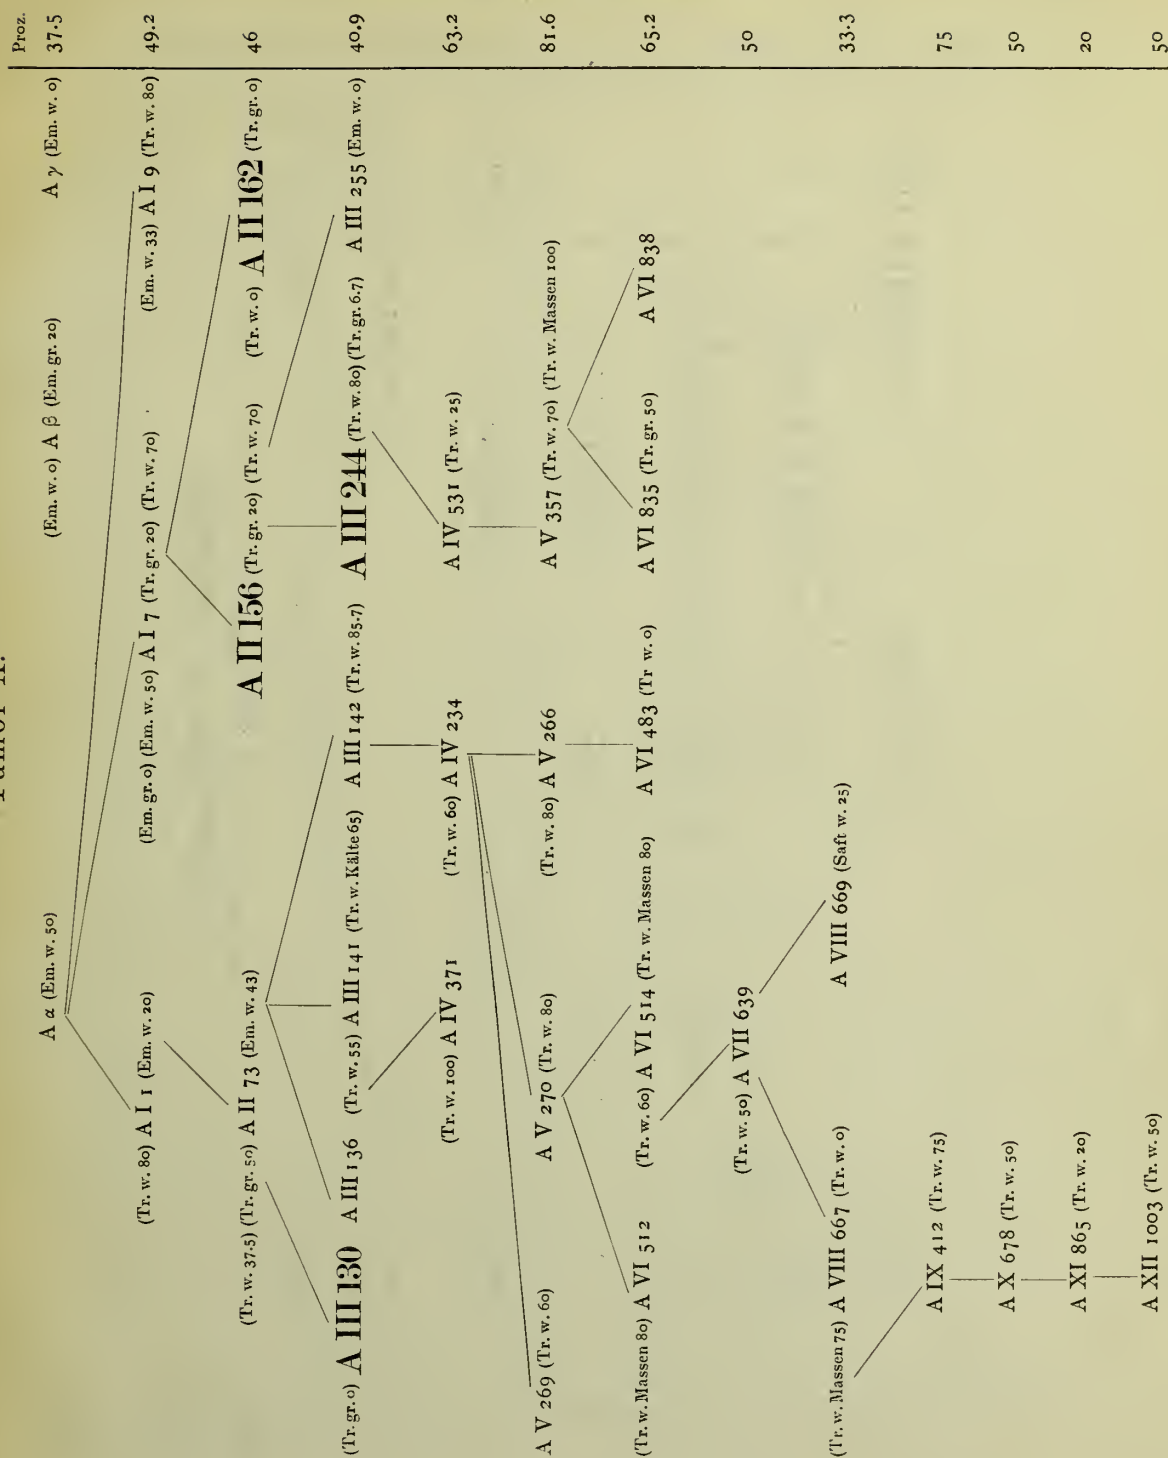 Tumor A.
Proz.
A α (Em. w. 50) (Em. w. 0) A β (Em. gr. 20) A γ (Em. w. 0) 37.5
(Tr. w. 80) A I 1 (Em. w. 20) (Em. gr. 0) (Em. w. 50) A I 7 (Tr. gr. 20) (Tr. w. 70) (Em. w. 33) A I 9 (Tr. w. 80) 49.2
(Tr. w. 37.5) (Tr. gr. 50) A II 73 (Em. w. 43) A II 156 (Tr. gr. 20) (Tr. w. 70) (Tr. w. 0) A II 162 (Tr. gr. 0) 46
(Tr. gr. 0) A III 130 A III 136 (Tr. w. 55) A III 141 (Tr. w. Kälte 65) A III 142 (Tr. w. 85.7) A III 244 (Tr. w. 80) (Tr. gr. 6.7) A III 255 (Em. w. 0) 40.9
(Tr. w. 100) A IV 371 (Tr. w. 60) A IV 234 A IV 531 (Tr. w. 25) 63.2
A V 269 (Tr. w. 60) A V 270 (Tr. w. 80) (Tr. w. 80) A V 266 A V 357 (Tr. w. 70) (Tr. w. Massen 100) 81.6
(Tr. w. Massen 80) A VI 512 (Tr. w. 60) A VI 514 (Tr. w. Massen 80) A VI 483 (Tr w. 0) A VI 835 (Tr. gr. 50) A VI 838 65.2
(Tr. w. 50) A VII 639 50
(Tr. w. Massen 75) A VIII 667 (Tr. w. 0) A VIII 669 (Saft w. 25) 33.3
A IX 412 (Tr. w. 75) 75
A X 678 (Tr. w. 50) 50
A XI 865 (Tr. w. 20) 20
A XII 1003 (Tr. w. 50) 50